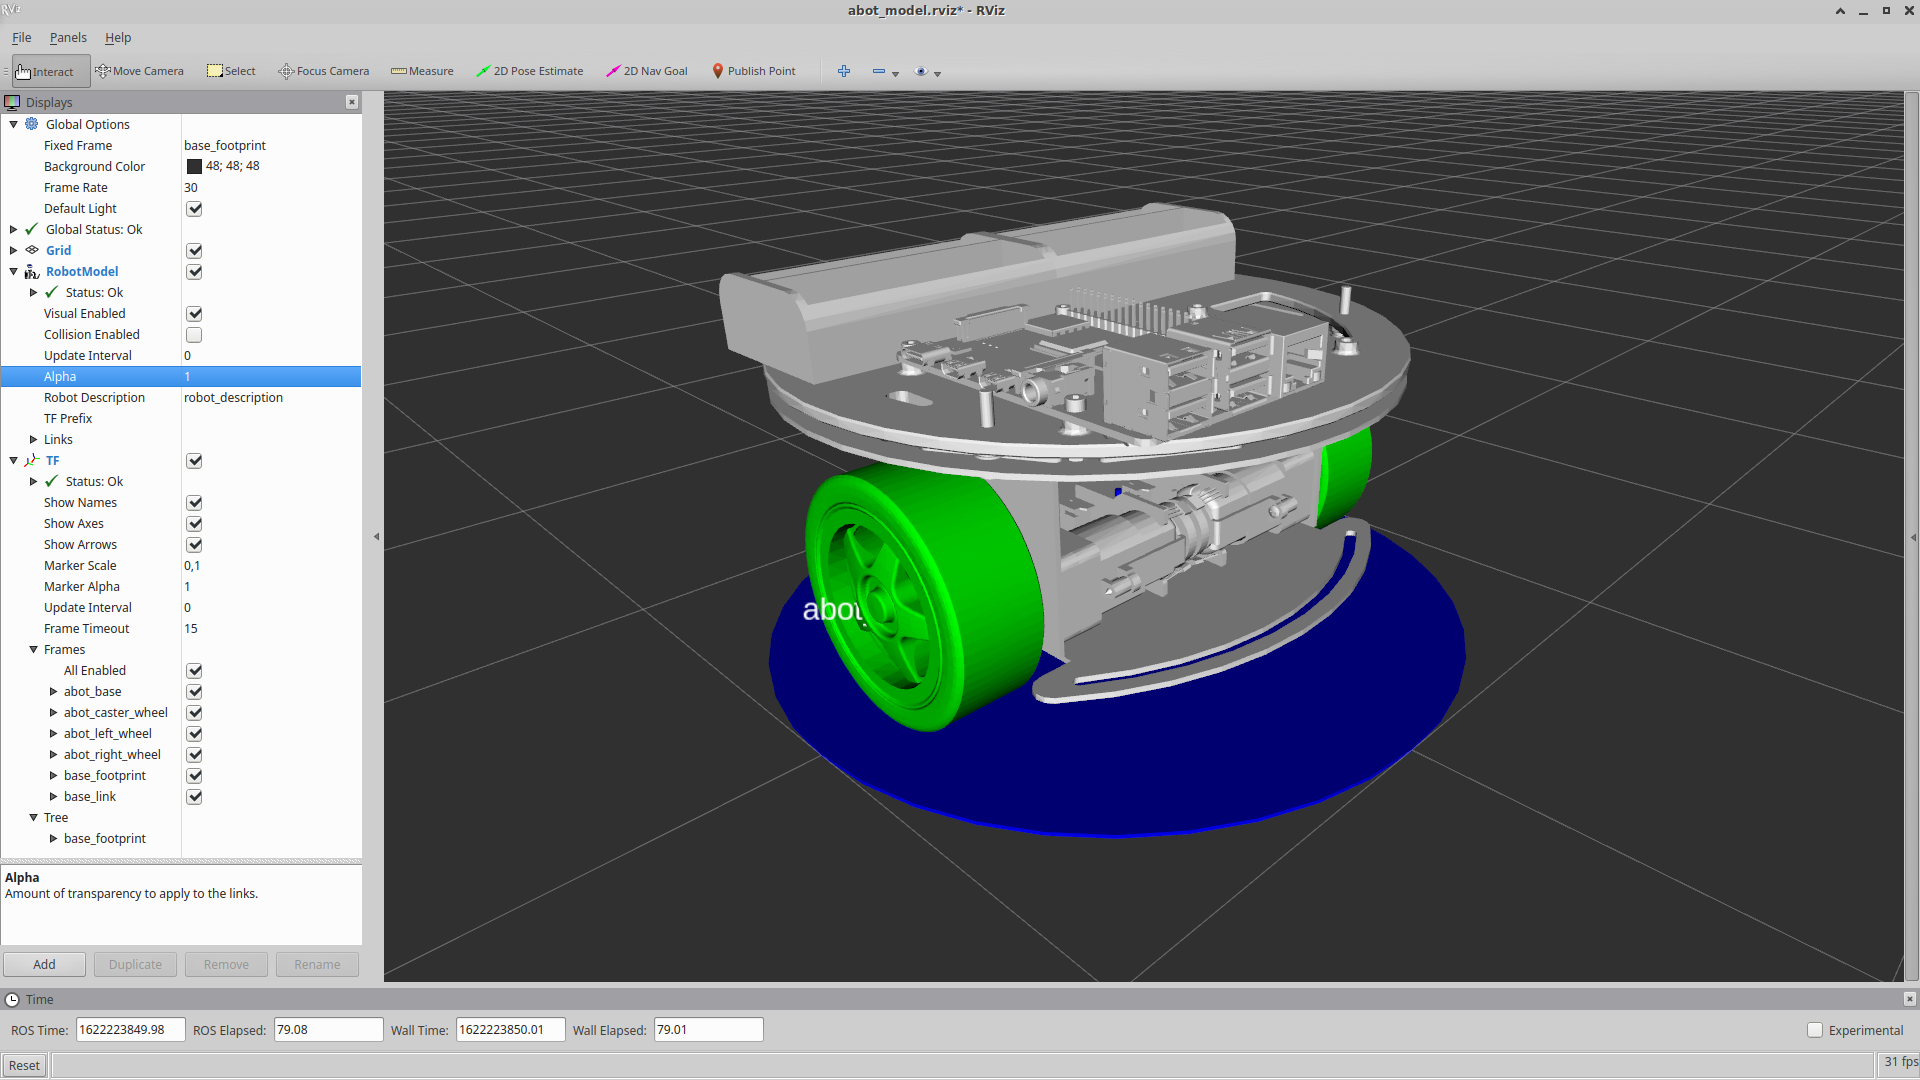 abot_model.rviz* - RViz
File Panels Help
Interact Move Camera Select Focus Camera Measure 2D Pose Estimate 2D Nav Goal Publish Point
Displays
Global Options
Fixed Frame base_footprint
Background Color 48; 48; 48
Frame Rate 30
Default Light
Global Status: Ok
Grid
RobotModel
Status: Ok
Visual Enabled
Collision Enabled
Update Interval 0
Alpha 1
Robot Description robot_description
TF Prefix
Links
TF
Status: Ok
Show Names
Show Axes
Show Arrows
Marker Scale 0,1
Marker Alpha 1
Update Interval 0
Frame Timeout 15
Frames
All Enabled
abot_base
abot_caster_wheel
abot_left_wheel
abot_right_wheel
base_footprint
base_link
Tree
base_footprint
Alpha
Amount of transparency to apply to the links.
Add Duplicate Remove Rename
abot
Time
ROS Time: 1622223849.98 ROS Elapsed: 79.08 Wall Time: 1622223850.01 Wall Elapsed: 79.01 Experimental
Reset 31 fps